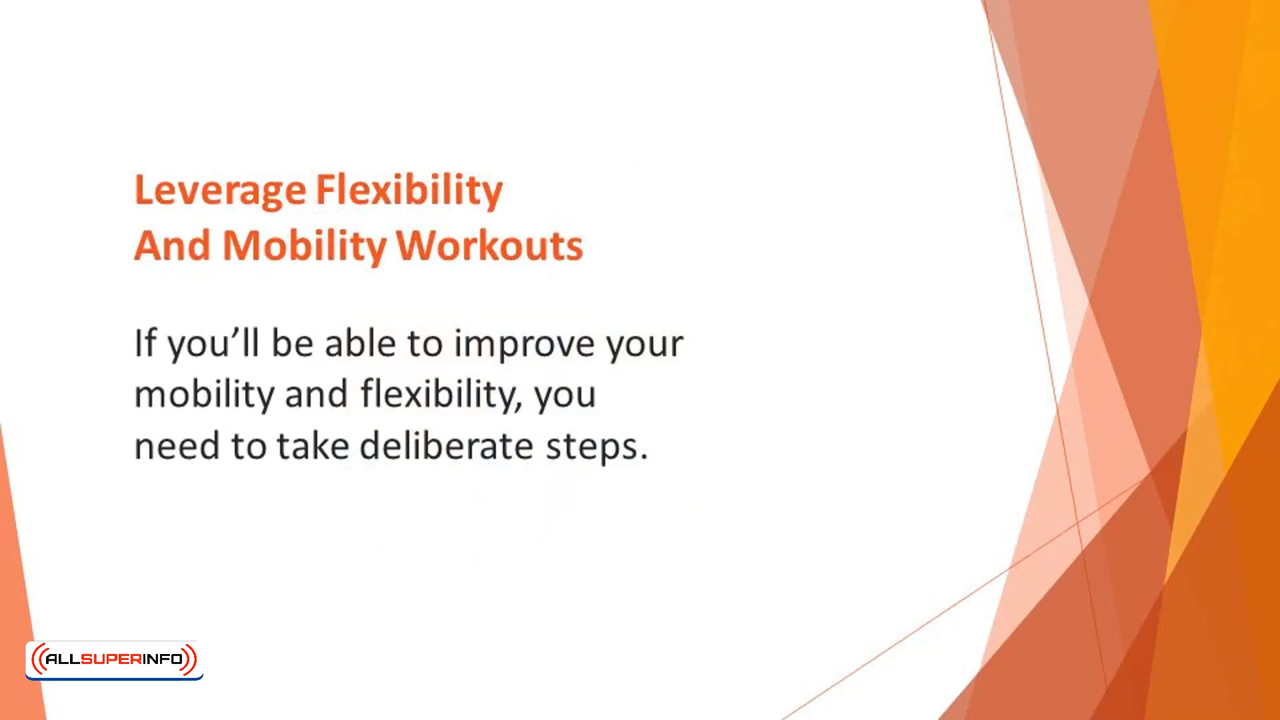 Leverage Flexibility
And Mobility Workouts
If you’ll be able to improve your
mobility and flexibility, you
need to take deliberate steps.
ALLSUPERINFO